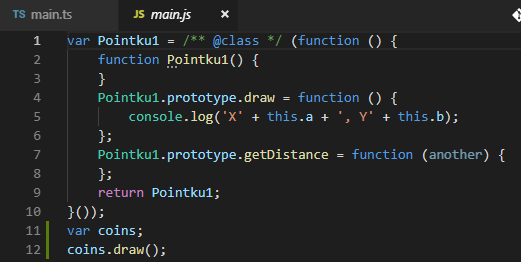 TS main.ts JS main.js ×
1 var Pointku1 = /** @class */ (function () {
2     function Pointku1() {
3     }
4     Pointku1.prototype.draw = function () {
5         console.log('X' + this.a + ', Y' + this.b);
6     };
7     Pointku1.prototype.getDistance = function (another) {
8     };
9     return Pointku1;
10 }());
11 var coins;
12 coins.draw();